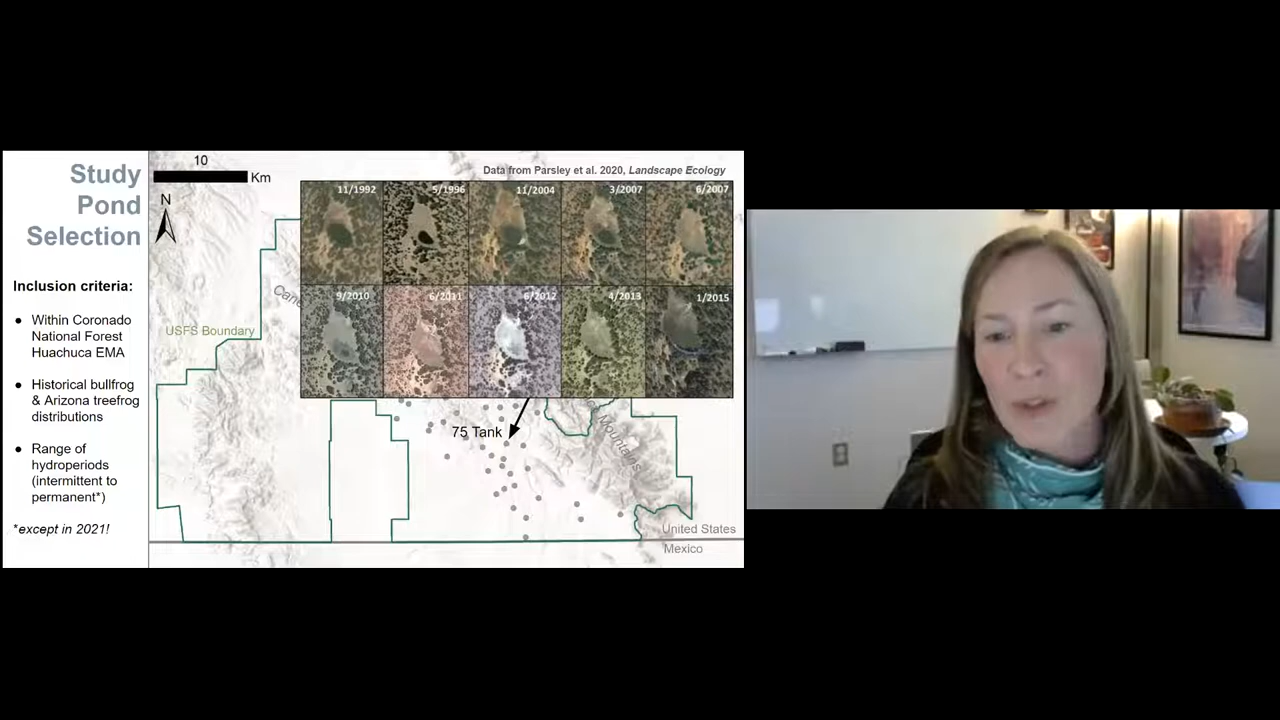 Study
Pond
Selection
Inclusion criteria:
● Within Coronado
National Forest
Huachuca EMA
● Historical bullfrog
& Arizona treefrog
distributions
● Range of
hydroperiods
(intermittent to
permanent*)
*except in 2021!
10
Km
N
Data from Parsley et al. 2020, Landscape Ecology
11/1992
5/1996
11/2004
3/2007
6/2007
9/2010
6/2011
6/2012
4/2013
1/2015
USFS Boundary
75 Tank
Mountains
United States
Mexico